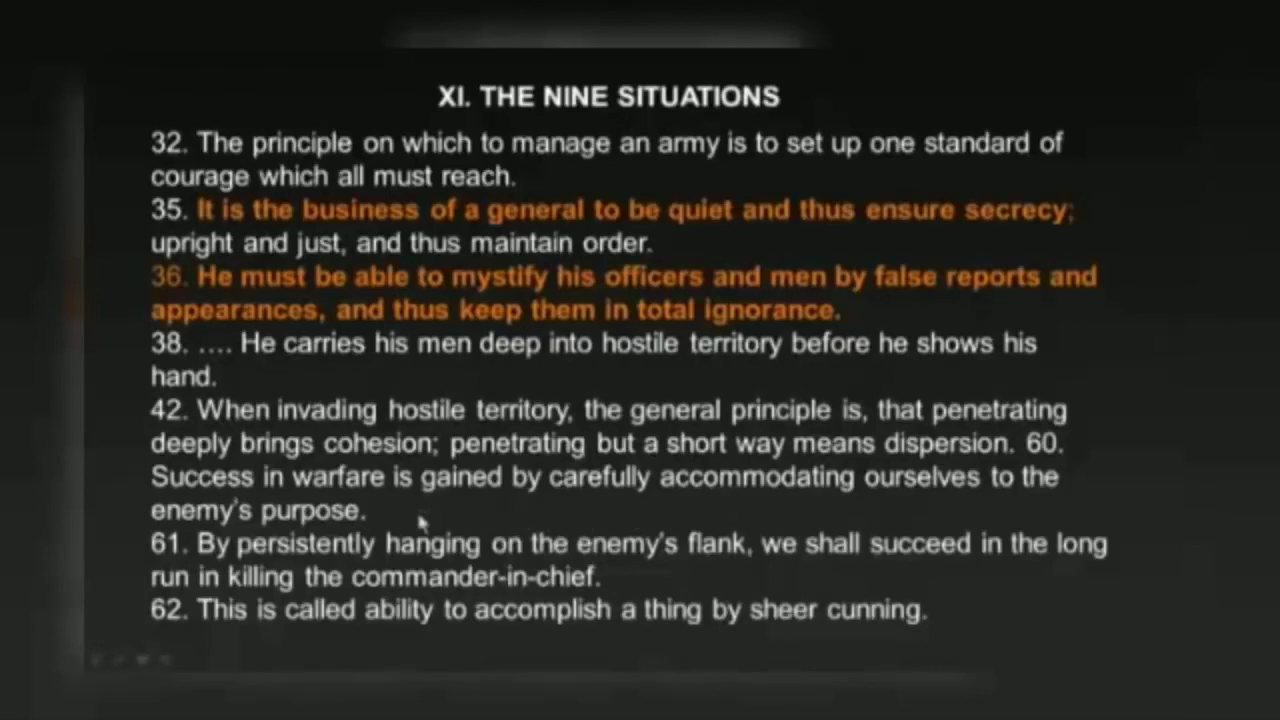 XI. THE NINE SITUATIONS
32. The principle on which to manage an army is to set up one standard of
courage which all must reach.
35. It is the business of a general to be quiet and thus ensure secrecy;
upright and just, and thus maintain order.
36. He must be able to mystify his officers and men by false reports and
appearances, and thus keep them in total ignorance.
38. .... He carries his men deep into hostile territory before he shows his
hand.
42. When invading hostile territory, the general principle is, that penetrating
deeply brings cohesion; penetrating but a short way means dispersion. 60.
Success in warfare is gained by carefully accommodating ourselves to the
enemy's purpose.
61. By persistently hanging on the enemy's flank, we shall succeed in the long
run in killing the commander-in-chief.
62. This is called ability to accomplish a thing by sheer cunning.